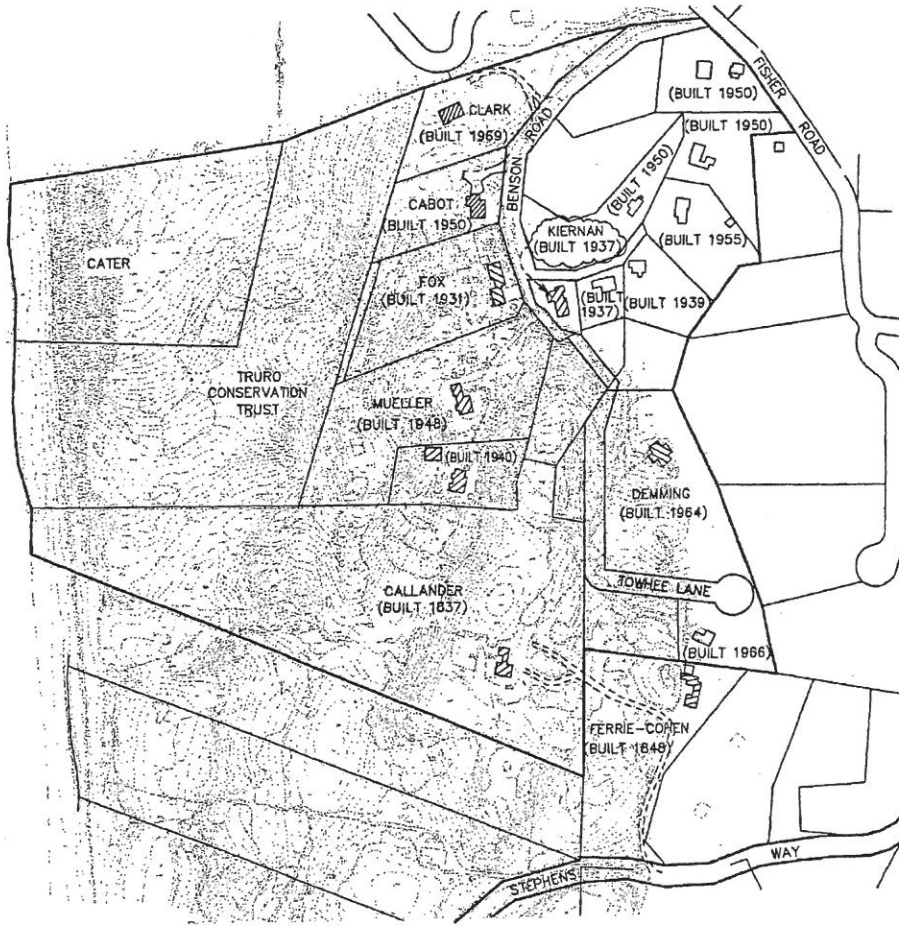 FISHER
ROAD
(BUILT 1950)
CLARK
(BUILT 1969)
BENSON ROAD
(BUILT 1950)
(BUILT 1950)
CABOT
(BUILT 1950)
KIERNAN
(BUILT 1937)
(BUILT 1955)
CATER
FOX
(BUILT 1931)
(BUILT
1937)
(BUILT 1939)
TRURO
CONSERVATION
TRUST
MUELLER
(BUILT 1948)
(BUILT 1940)
DEMMING
(BUILT 1964)
CALLANDER
(BUILT 1837)
TOWHEE LANE
(BUILT 1966)
FERRIE-COHEN
(BUILT 1848)
STEPHENS WAY